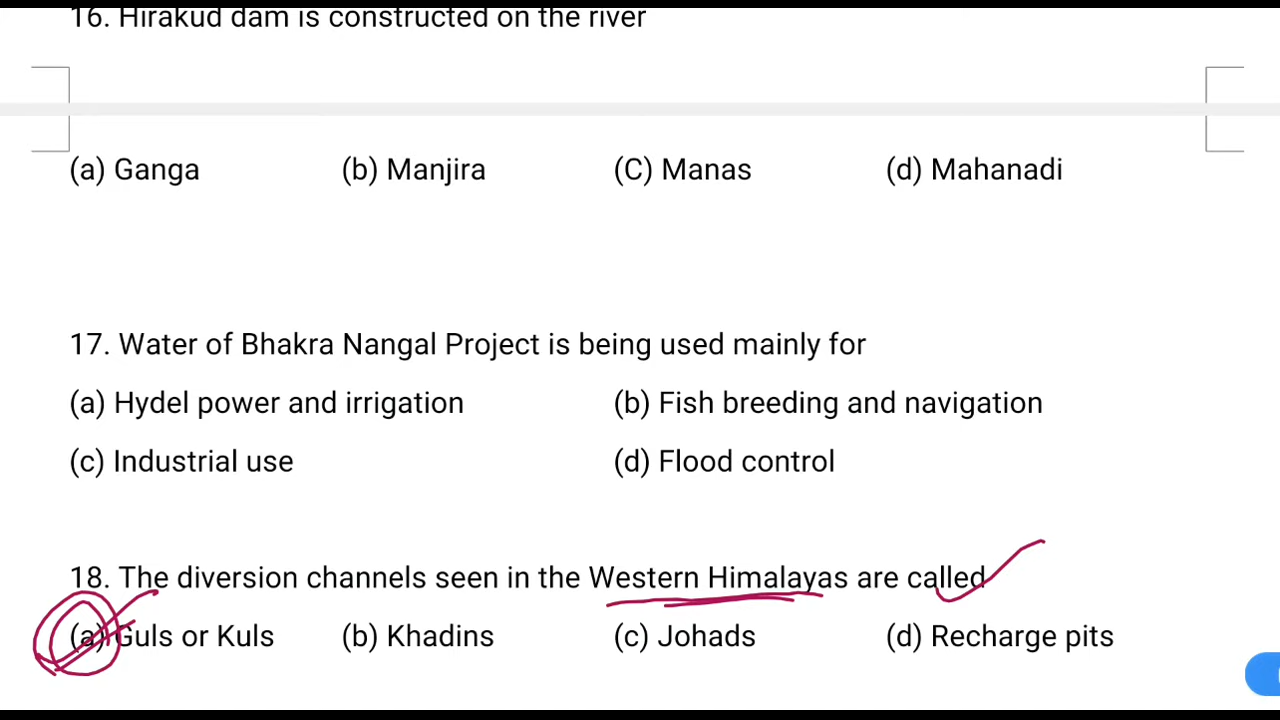 16. Hirakud dam is constructed on the river
(a) Ganga (b) Manjira (C) Manas (d) Mahanadi
17. Water of Bhakra Nangal Project is being used mainly for
(a) Hydel power and irrigation (b) Fish breeding and navigation
(c) Industrial use (d) Flood control
18. The diversion channels seen in the Western Himalayas are called
(a) Guls or Kuls (b) Khadins (c) Johads (d) Recharge pits